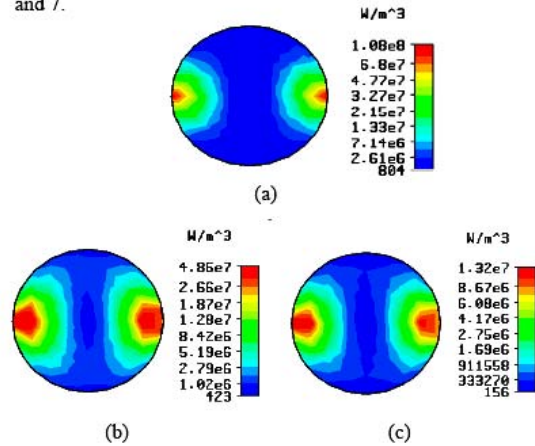 and 7.
W/m^3
1.08e8
6.8e7
4.77e7
3.27e7
2.15e7
1.33e7
7.14e6
2.61e6
804
(a)
W/m^3
4.86e7
2.66e7
1.87e7
1.28e7
8.42e6
5.19e6
2.79e6
1.02e6
423
(b)
W/m^3
1.32e7
8.67e6
6.08e6
4.17e6
2.75e6
1.69e6
911558
333270
156
(c)